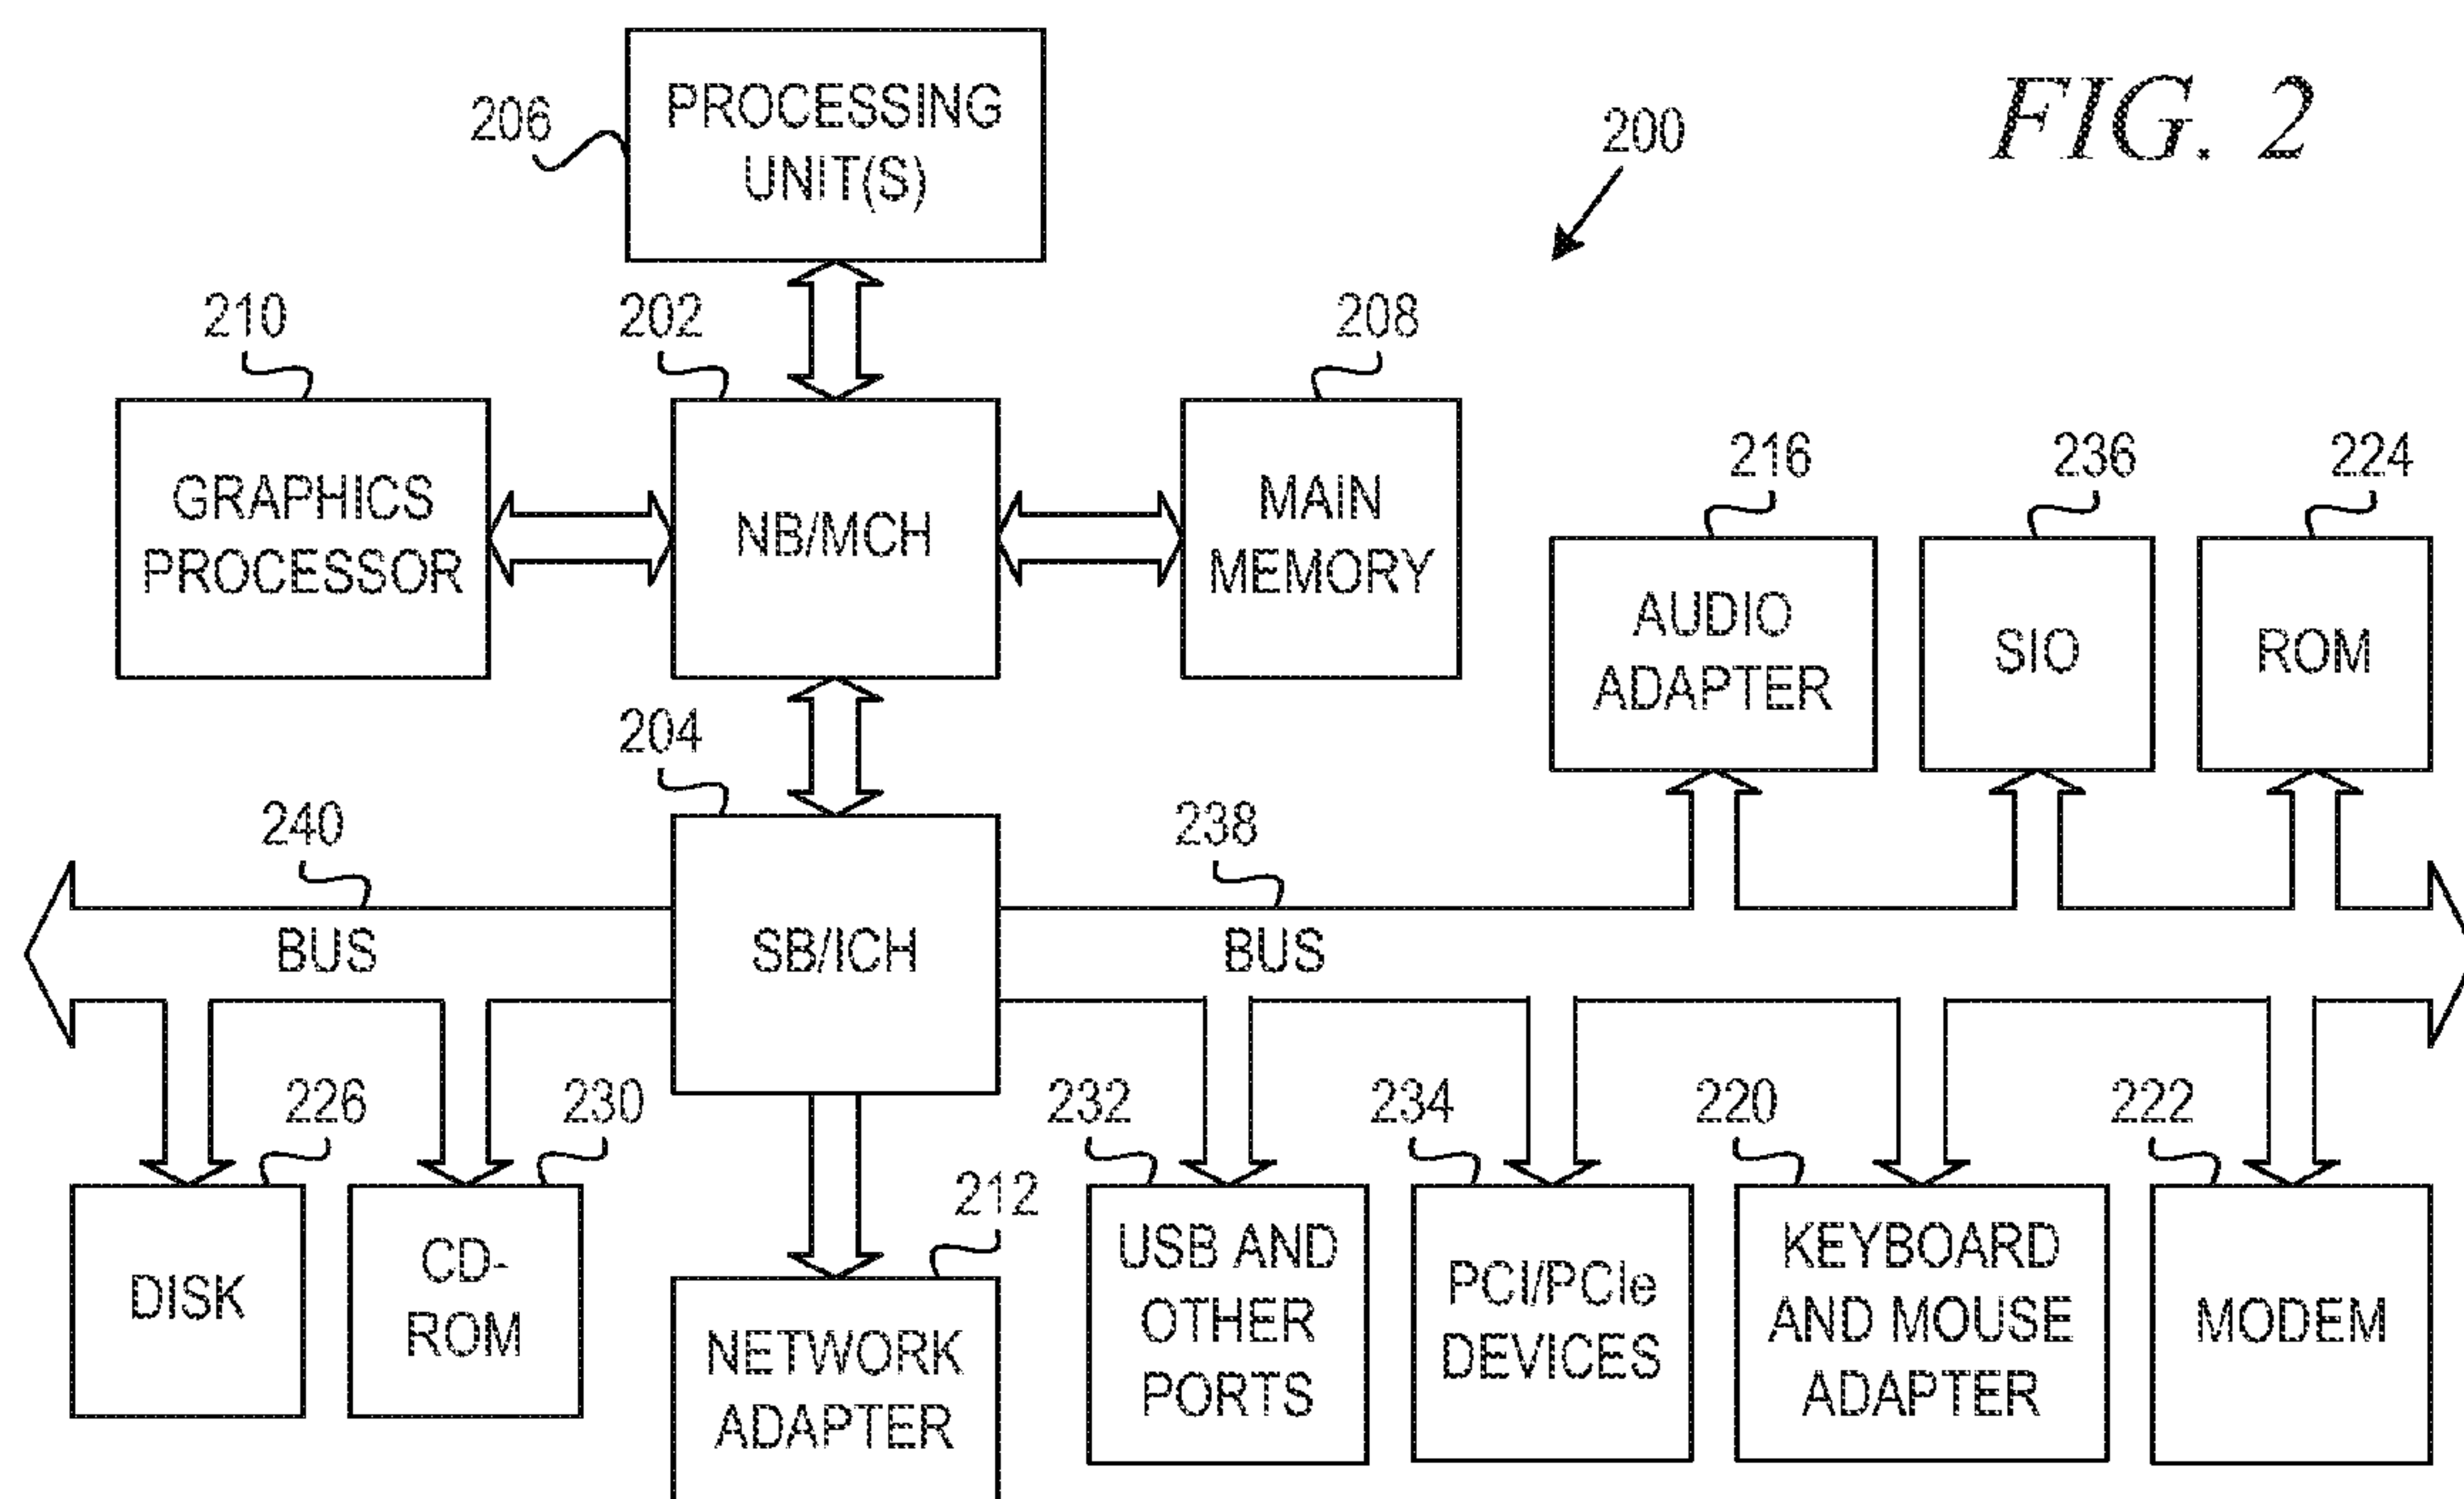 FIG. 2
200
206
PROCESSING
UNIT(S)
210
202
208
GRAPHICS
PROCESSOR
NB/MCH
MAIN
MEMORY
216
236
224
AUDIO
ADAPTER
SIO
ROM
204
240
238
BUS
SB/ICH
BUS
226
230
232
234
220
222
212
DISK
CD-
ROM
NETWORK
ADAPTER
USB AND
OTHER
PORTS
PCI/PCIe
DEVICES
KEYBOARD
AND MOUSE
ADAPTER
MODEM